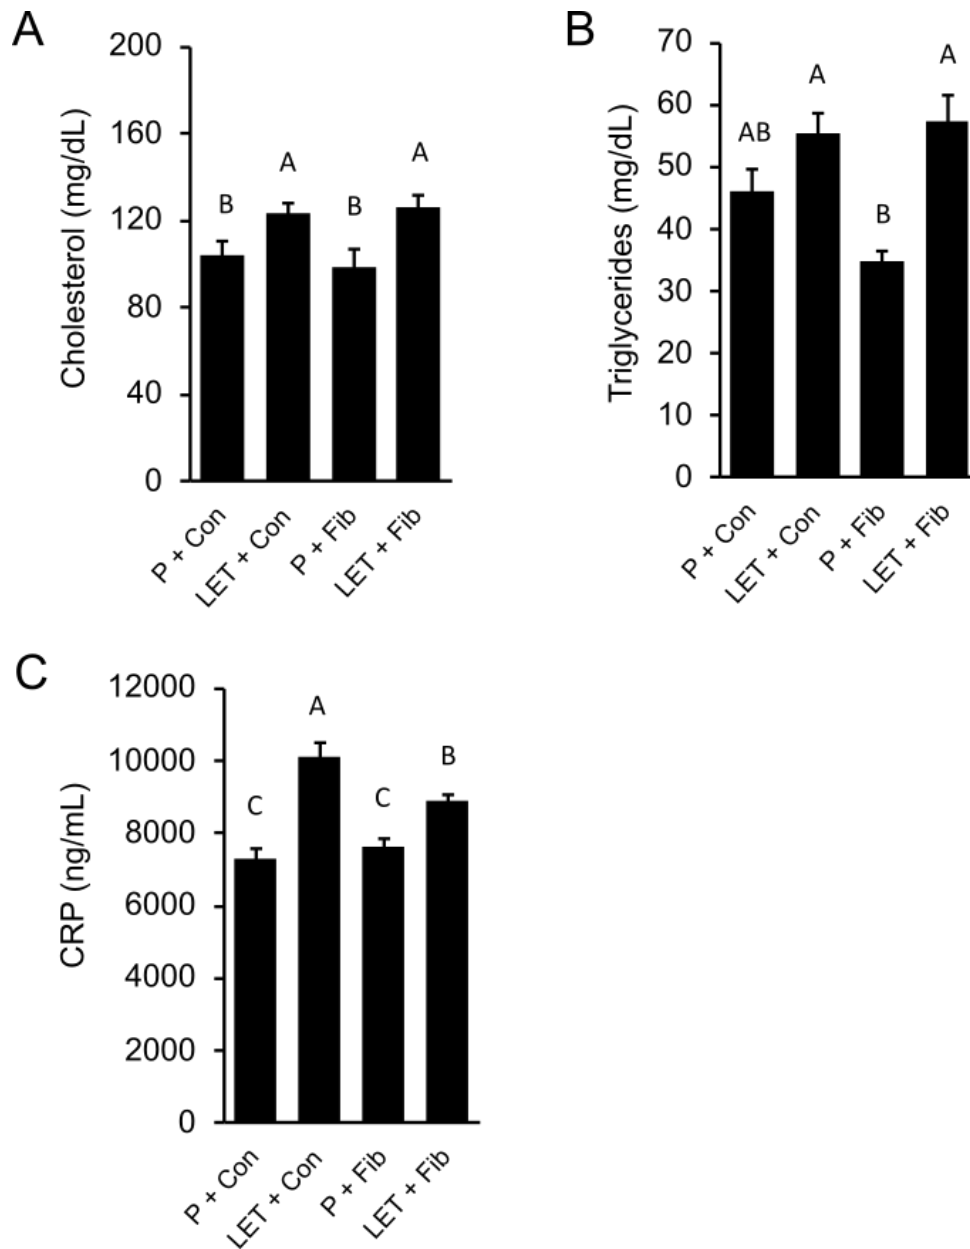 A
Cholesterol (mg/dL)
200
160
120
80
40
0
B
A
B
A
P + Con
LET + Con
P + Fib
LET + Fib
B
Triglycerides (mg/dL)
70
60
50
40
30
20
10
0
AB
A
B
A
P + Con
LET + Con
P + Fib
LET + Fib
C
CRP (ng/mL)
12000
10000
8000
6000
4000
2000
0
C
A
C
B
P + Con
LET + Con
P + Fib
LET + Fib